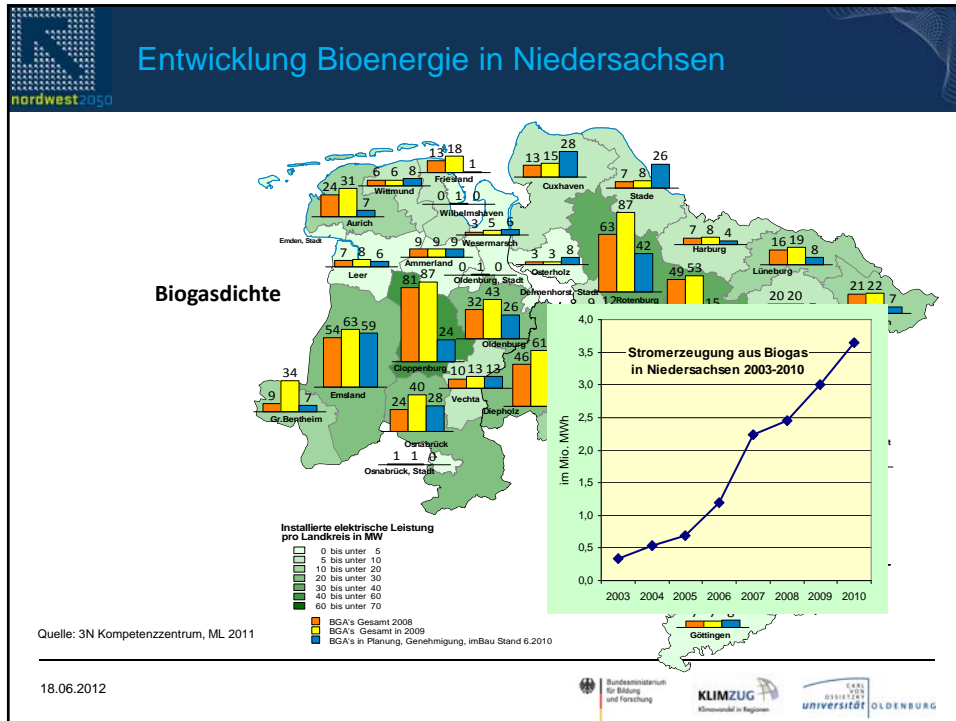 nordwest2050
Entwicklung Bioenergie in Niedersachsen
Biogasdichte
13 18 1
Friesland
6 6 8
Wittmund
24 31 7
Aurich
0 1 0
Wilhelmshaven
13 15 28
Cuxhaven
7 8 26
Stade
Emden, Stadt
7 8 6
Leer
9 9 9
Ammerland
3 5 6
Wesermarsch
0 1 0
Oldenburg, Stadt
3 3 8
Osterholz
Delmenhorst, Stadt
63 87 42
Rotenburg
7 8 4
Harburg
16 19 8
Lüneburg
49 53 15
20 20
21 22 7
81 87 24
Cloppenburg
32 43 26
Oldenburg
54 63 59
Emsland
10 13 13
Vechta
46 61
Diepholz
9 34 7
Gr.Bentheim
24 40 28
Osnabrück
1 1 0
Osnabrück, Stadt
Stromerzeugung aus Biogas
in Niedersachsen 2003-2010
im Mio. MWh
4,0
3,5
3,0
2,5
2,0
1,5
1,0
0,5
0,0
2003 2004 2005 2006 2007 2008 2009 2010
Göttingen
Installierte elektrische Leistung
pro Landkreis in MW
0 bis unter 5
5 bis unter 10
10 bis unter 20
20 bis unter 30
30 bis unter 40
40 bis unter 60
60 bis unter 70
BGA's Gesamt 2008
BGA's Gesamt in 2009
BGA's in Planung, Genehmigung, imBau Stand 6.2010
Quelle: 3N Kompetenzzentrum, ML 2011
18.06.2012
Bundesministerium
für Bildung
und Forschung
KLIMZUG
Klimawandel in Regionen
CARL
VON
OSSIETZKY
universität OLDENBURG